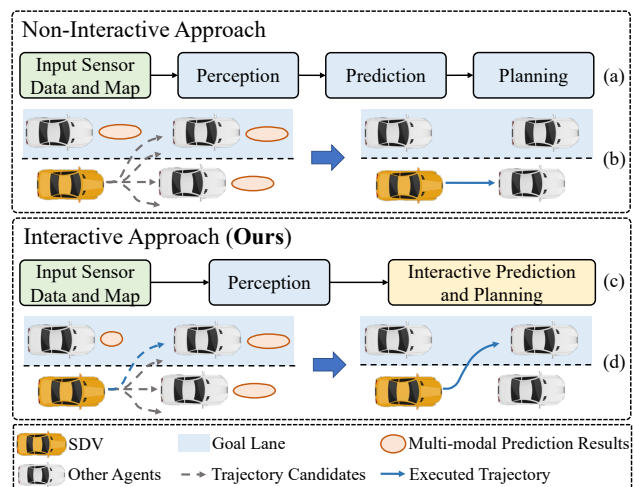 Non-Interactive Approach
Input Sensor
Data and Map
Perception
Prediction
Planning
(a)
(b)
Interactive Approach (Ours)
Input Sensor
Data and Map
Perception
Interactive Prediction
and Planning
(c)
(d)
SDV
Goal Lane
Multi-modal Prediction Results
Other Agents
Trajectory Candidates
Executed Trajectory